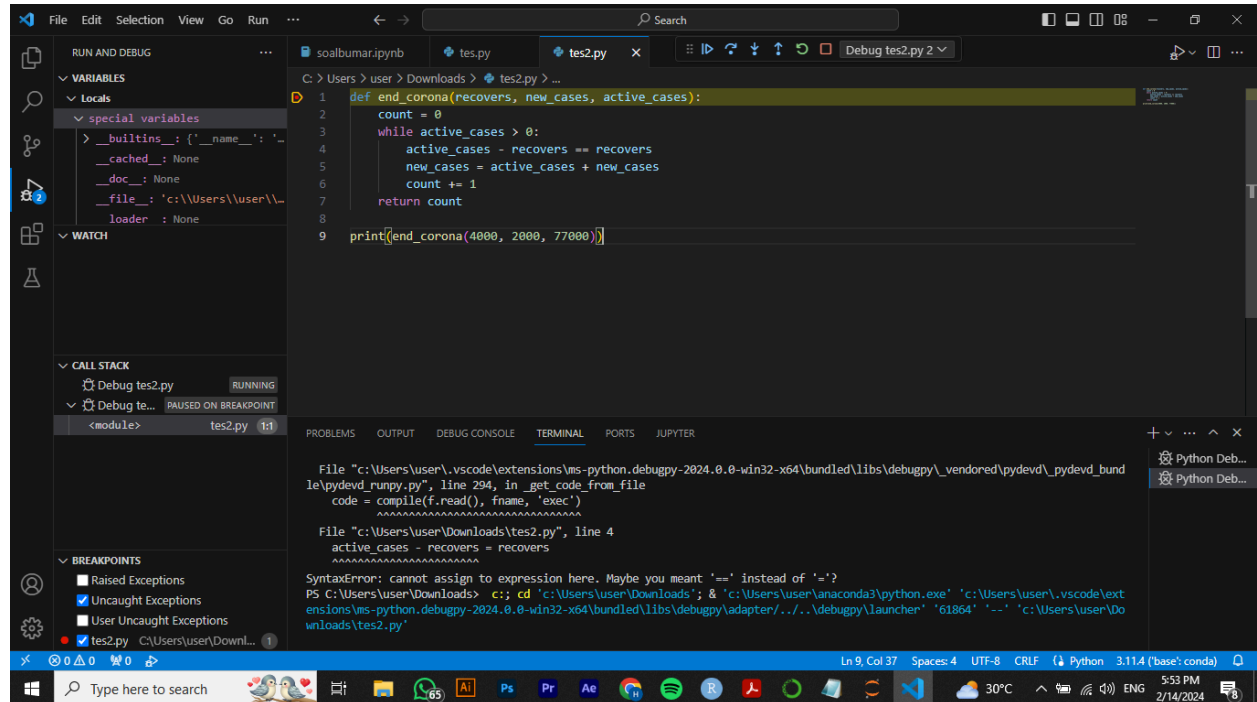 File Edit Selection View Go Run ··· Search
RUN AND DEBUG ···
VARIABLES
Locals
special variables
__builtins__: {'__name__': '…
__cached__: None
__doc__: None
__file__: 'c:\\Users\\user\\…
loader : None
WATCH
CALL STACK
Debug tes2.py RUNNING
Debug te... PAUSED ON BREAKPOINT
<module> tes2.py 1:1
BREAKPOINTS
Raised Exceptions
Uncaught Exceptions
User Uncaught Exceptions
tes2.py C:\Users\user\Downl... 1
2
soalbumar.ipynb tes.py tes2.py Debug tes2.py 2
C: > Users > user > Downloads > tes2.py > ...
1 def end_corona(recovers, new_cases, active_cases):
2 count = 0
3 while active_cases > 0:
4 active_cases - recovers == recovers
5 new_cases = active_cases + new_cases
6 count += 1
7 return count
8
9 print(end_corona(4000, 2000, 77000))
PROBLEMS OUTPUT DEBUG CONSOLE TERMINAL PORTS JUPYTER
File "c:\Users\user\.vscode\extensions\ms-python.debugpy-2024.0.0-win32-x64\bundled\libs\debugpy\_vendored\pydevd\_pydevd_bund
le\pydevd_runpy.py", line 294, in _get_code_from_file
code = compile(f.read(), fname, 'exec')
^^^^^^^^^^^^^^^^^^^^^^^^^^^^^^^^
File "c:\Users\user\Downloads\tes2.py", line 4
active_cases - recovers = recovers
^^^^^^^^^^^^^^^^^^^^^^^
SyntaxError: cannot assign to expression here. Maybe you meant '==' instead of '='?
PS C:\Users\user\Downloads> c:; cd 'c:\Users\user\Downloads'; & 'c:\Users\user\anaconda3\python.exe' 'c:\Users\user\.vscode\ext
ensions\ms-python.debugpy-2024.0.0-win32-x64\bundled\libs\debugpy\adapter/../..\debugpy\launcher' '61864' '--' 'c:\Users\user\Do
wnloads\tes2.py'
Python Deb...
Python Deb...
0 0 0 Ln 9, Col 37 Spaces: 4 UTF-8 CRLF Python 3.11.4 ('base': conda)
Type here to search 65 Ai Ps Pr Ae H R 30°C ENG 5:53 PM
2/14/2024 8